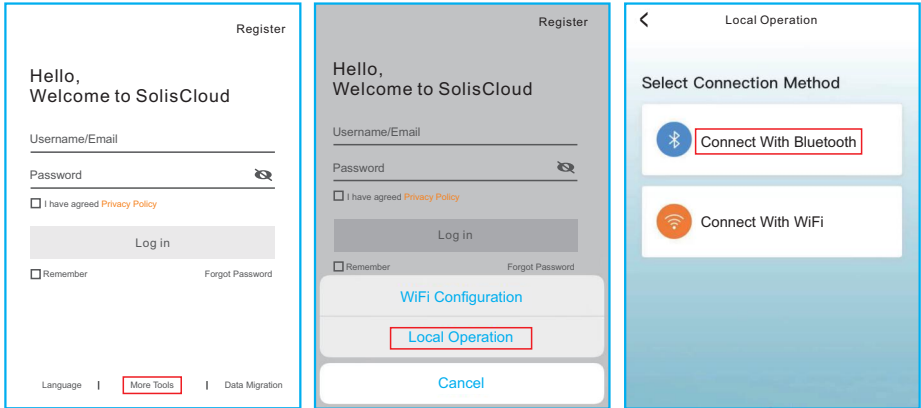 Register
Hello,
Welcome to SolisCloud
Username/Email
Password
I have agreed Privacy Policy
Log in
Remember Forgot Password
Language | More Tools | Data Migration
Register
Hello,
Welcome to SolisCloud
Username/Email
Password
I have agreed Privacy Policy
Log in
Remember Forgot Password
WiFi Configuration
Local Operation
Cancel
Local Operation
Select Connection Method
Connect With Bluetooth
Connect With WiFi